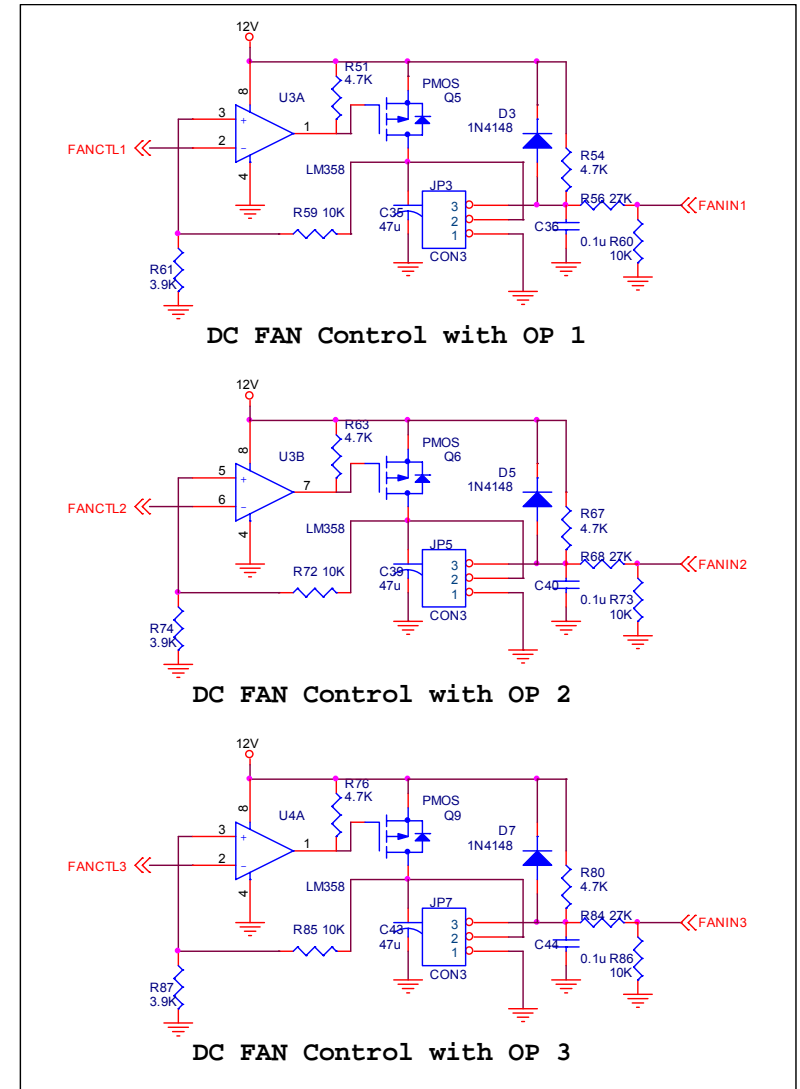 12V
R51
4.7K
PMOS
Q5
U3A
8
3
+
1
2
−
4
LM358
FANCTL1
D3
1N4148
R54
4.7K
JP3
3
2
1
CON3
R56 27K
FANIN1
R59 10K
C35
47u
C36
0.1u
R60
10K
R61
3.9K
DC FAN Control with OP 1
12V
R63
4.7K
PMOS
Q6
U3B
8
5
+
7
6
−
4
LM358
FANCTL2
D5
1N4148
R67
4.7K
JP5
3
2
1
CON3
R68 27K
FANIN2
R72 10K
C39
47u
C40
0.1u
R73
10K
R74
3.9K
DC FAN Control with OP 2
12V
R76
4.7K
PMOS
Q9
U4A
8
3
+
1
2
−
4
LM358
FANCTL3
D7
1N4148
R80
4.7K
JP7
3
2
1
CON3
R84 27K
FANIN3
R85 10K
C43
47u
C44
0.1u
R86
10K
R87
3.9K
DC FAN Control with OP 3